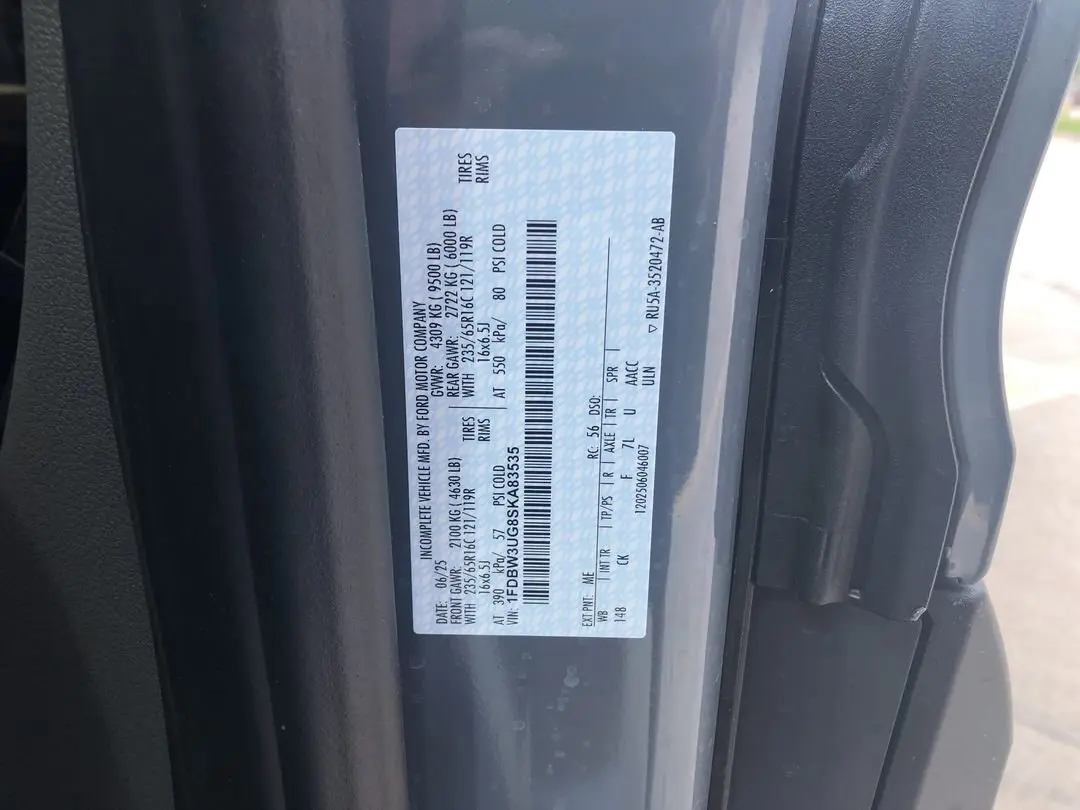 INCOMPLETE VEHICLE MFD. BY FORD MOTOR COMPANY
DATE: 06/25 GVWR: 4309 KG ( 9500 LB)
FRONT GAWR: 2100 KG ( 4630 LB) REAR GAWR: 2722 KG ( 6000 LB)
WITH 235/65R16C 121/119R TIRES WITH 235/65R16C 121/119R TIRES
16x6.5J RIMS 16x6.5J RIMS
AT 390 kPa/ 57 PSI COLD AT 550 kPa/ 80 PSI COLD
VIN: 1FDBW3UG8SKA83535
EXT PNT: ME RC: 56 DSO:
WB INT TR TP/PS R AXLE TR SPR
148 CK F 7L U AACC
1202506046007 ULN
▽ RU5A-3520472-AB